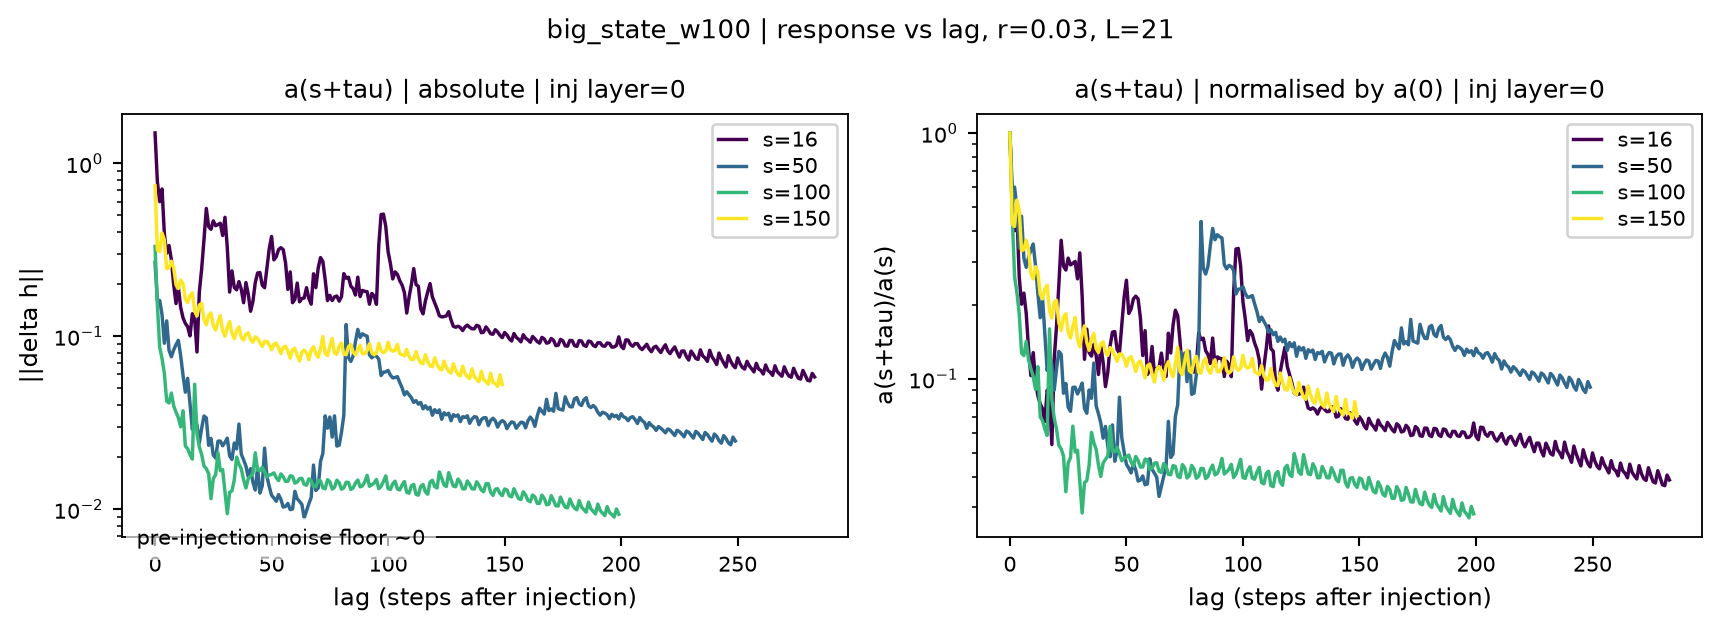 big_state_w100 | response vs lag, r=0.03, L=21
a(s+tau) | absolute | inj layer=0
||delta h||
10⁰
10⁻¹
10⁻²
s=16
s=50
s=100
s=150
pre-injection noise floor ~0
0 50 100 150 200 250
lag (steps after injection)
a(s+tau) | normalised by a(0) | inj layer=0
a(s+tau)/a(s)
10⁰
10⁻¹
s=16
s=50
s=100
s=150
0 50 100 150 200 250
lag (steps after injection)